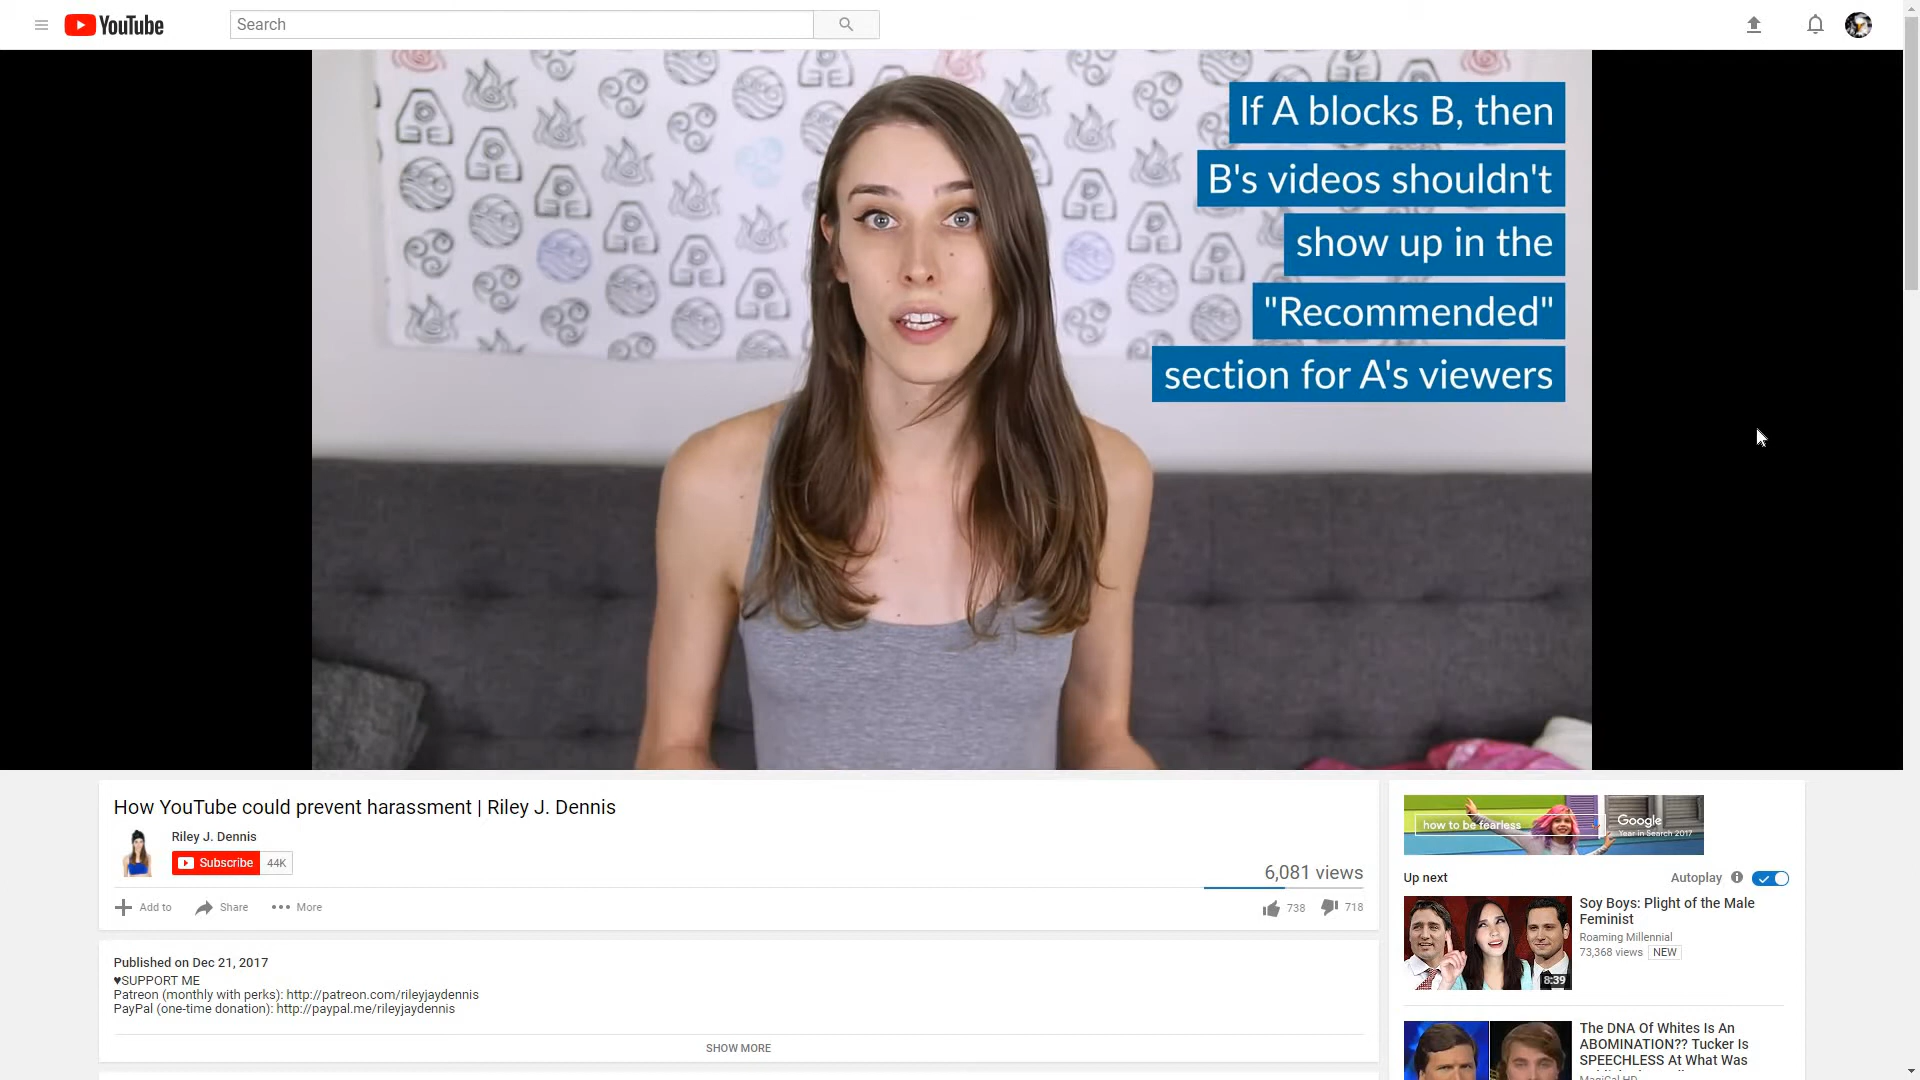 YouTube
Search
If A blocks B, then
B's videos shouldn't
show up in the
"Recommended"
section for A's viewers
How YouTube could prevent harassment | Riley J. Dennis
Riley J. Dennis
Subscribe 44K
6,081 views
Add to Share More
738 718
Published on Dec 21, 2017
♥SUPPORT ME
Patreon (monthly with perks): http://patreon.com/rileyjaydennis
PayPal (one-time donation): http://paypal.me/rileyjaydennis
SHOW MORE
how to be fearless
Google
Year in Search 2017
Up next
Autoplay
8:39
Soy Boys: Plight of the Male
Feminist
Roaming Millennial
73,368 views NEW
The DNA Of Whites Is An
ABOMINATION?? Tucker Is
SPEECHLESS At What Was
MagiCal HD